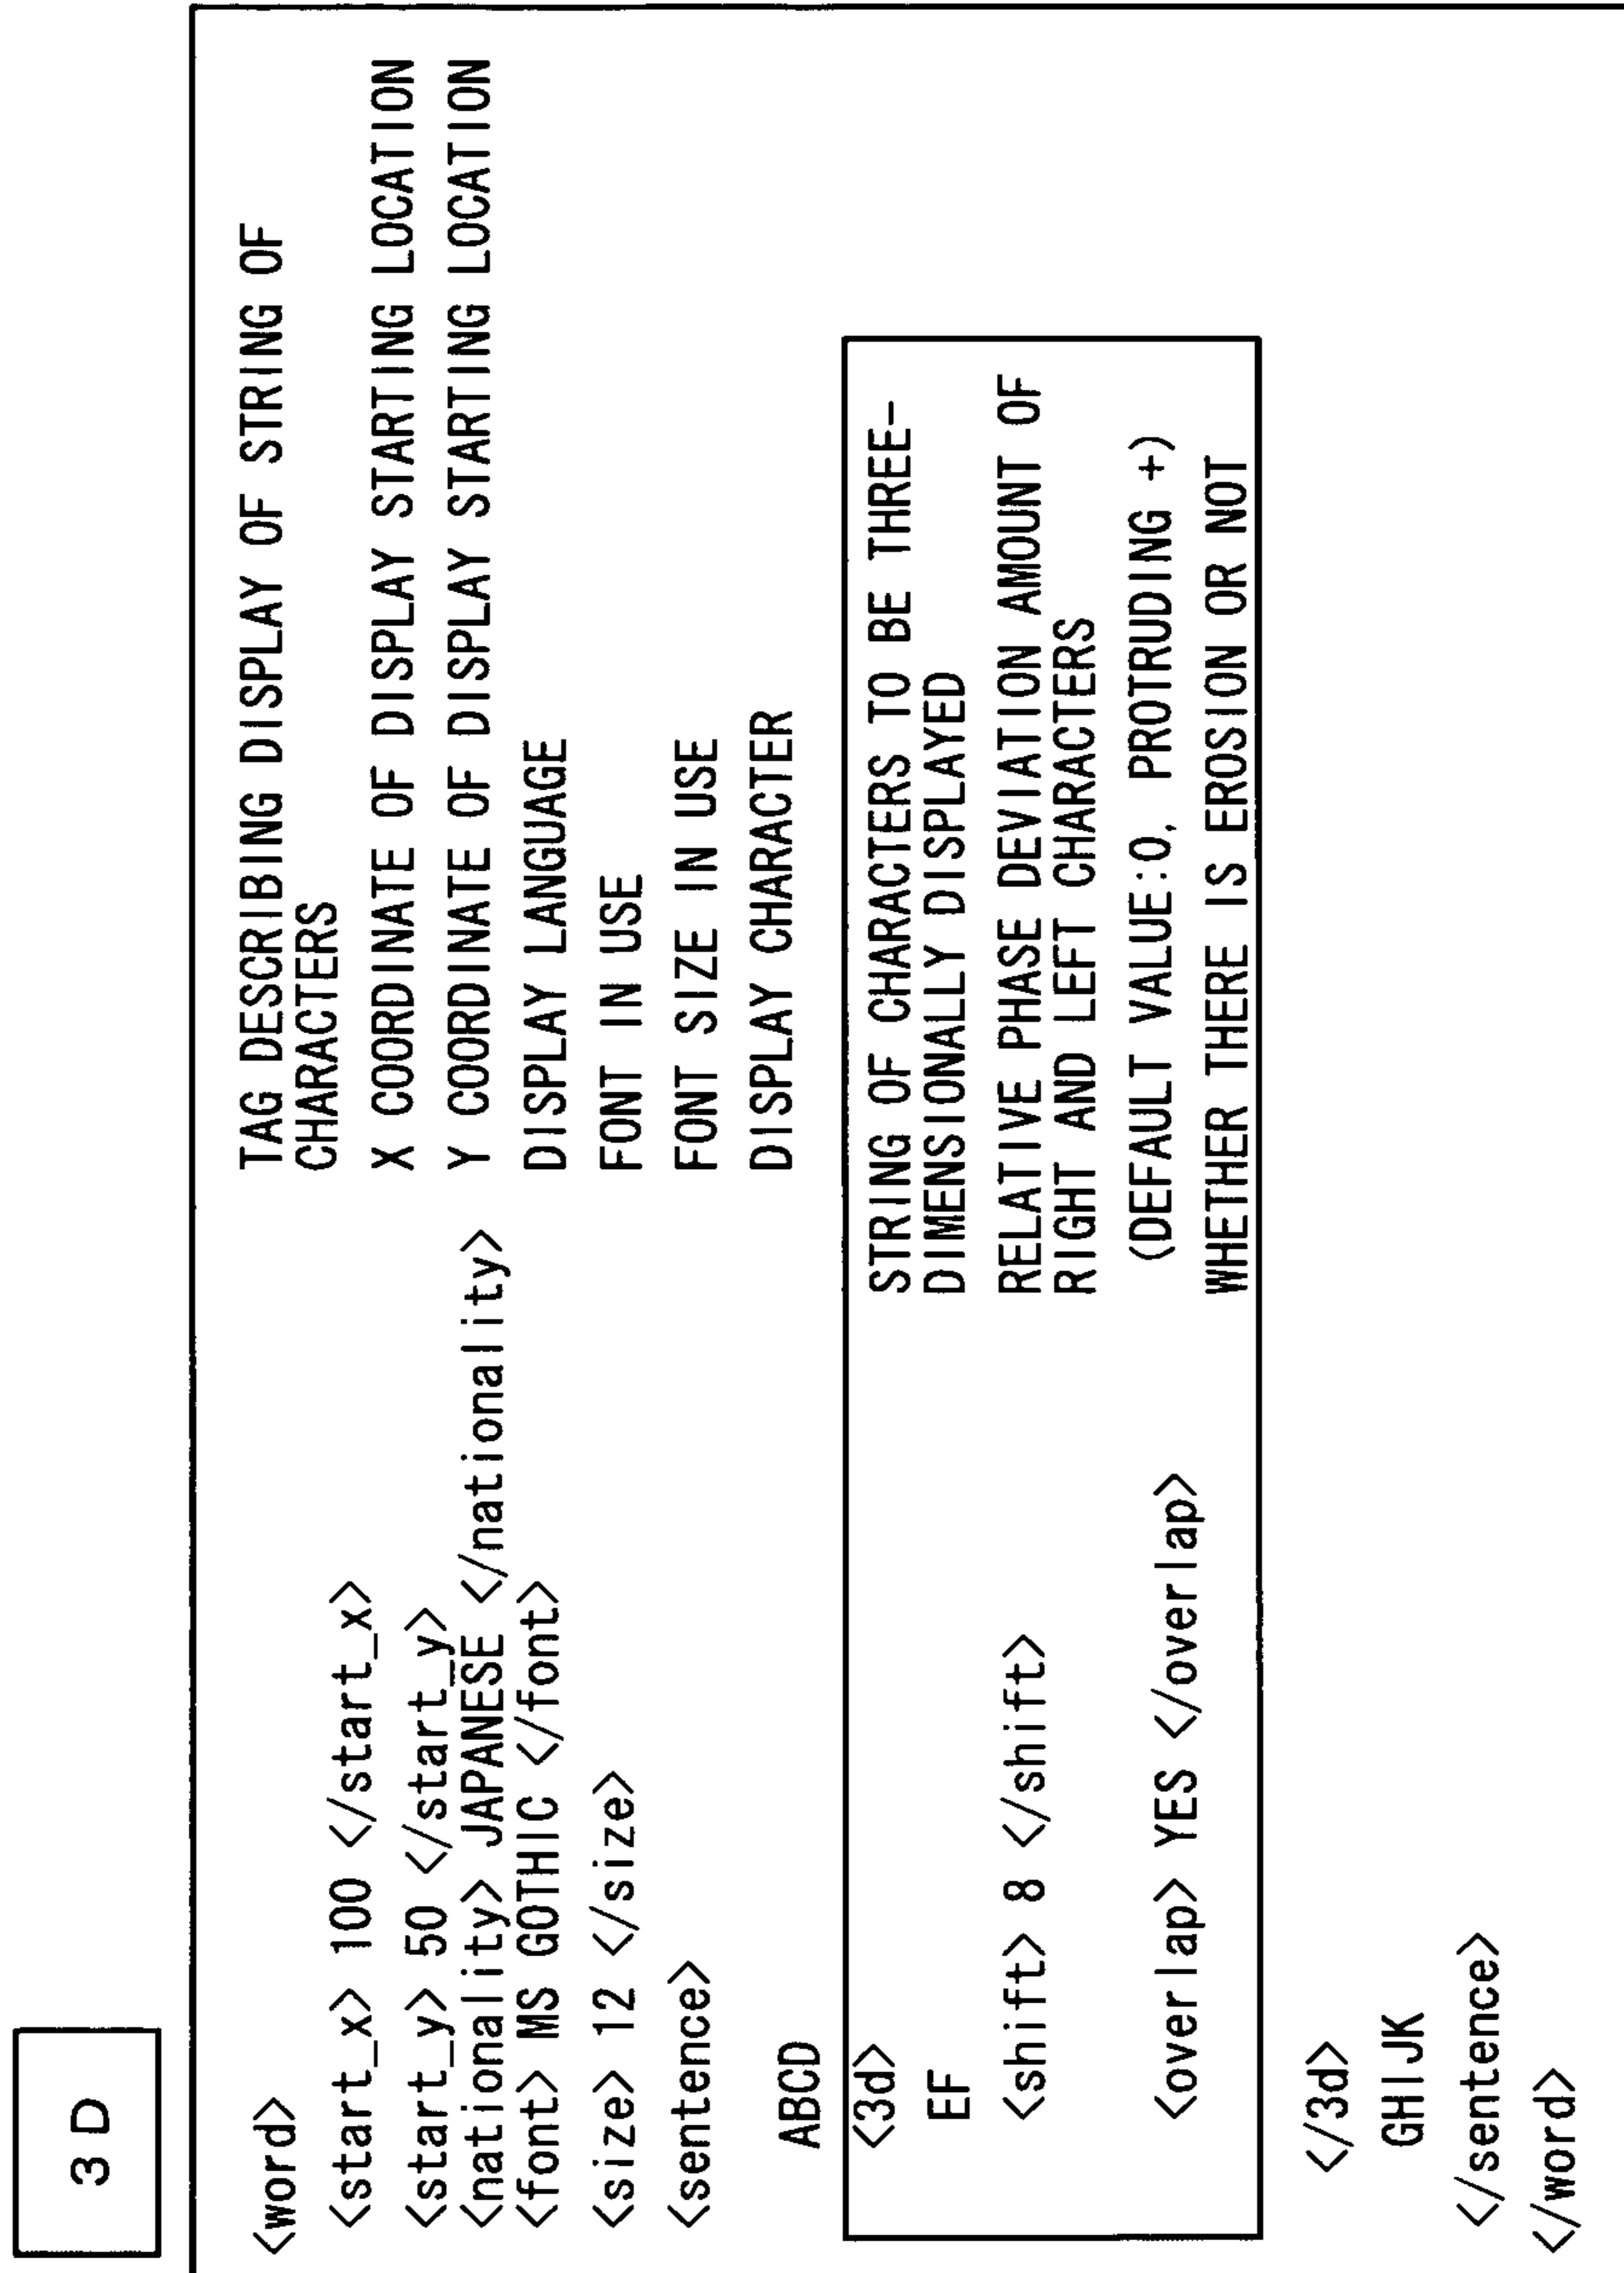 3D
<word> TAG DESCRIBING DISPLAY OF STRING OF
CHARACTERS
<start_x> 100 </start_x> X COORDINATE OF DISPLAY STARTING LOCATION
<start_y> 50 </start_y> Y COORDINATE OF DISPLAY STARTING LOCATION
<nationality> JAPANESE </nationality> DISPLAY LANGUAGE
<font> MS GOTHIC </font> FONT IN USE
<size> 12 </size> FONT SIZE IN USE
<sentence> DISPLAY CHARACTER
ABCD
<3d> STRING OF CHARACTERS TO BE THREE-
EF DIMENSIONALLY DISPLAYED
<shift> 8 </shift> RELATIVE PHASE DEVIATION AMOUNT OF
RIGHT AND LEFT CHARACTERS
(DEFAULT VALUE:0, PROTRUDING +)
<overlap> YES </overlap> WHETHER THERE IS EROSION OR NOT
</3d>
GHIJK
</sentence>
</word>